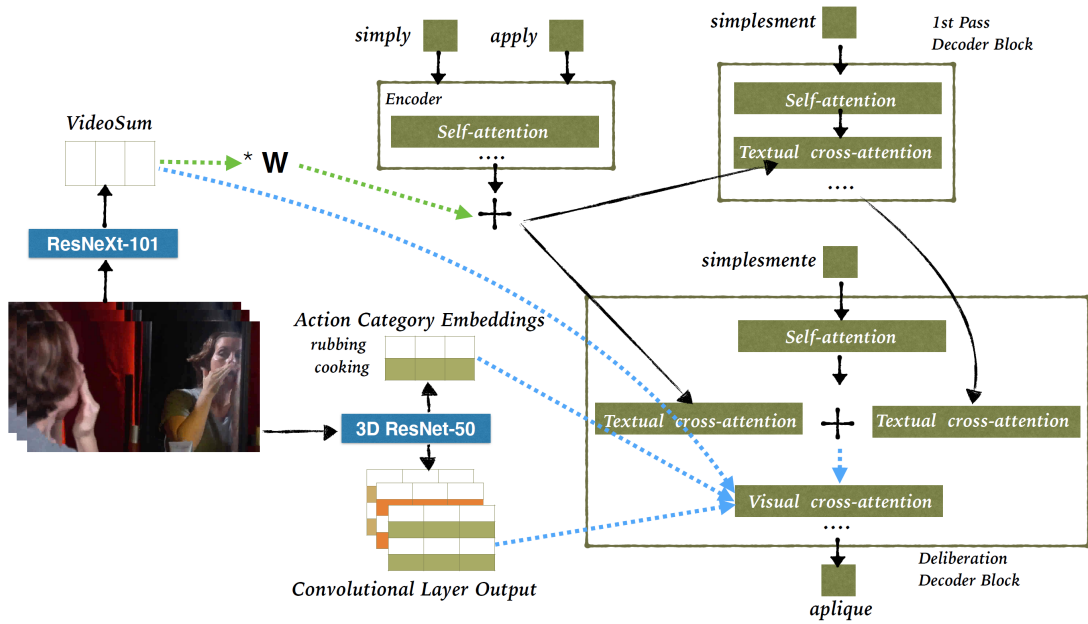 simply
apply
simplesment
1st Pass
Decoder Block
Encoder
Self-attention
....
Self-attention
Textual cross-attention
....
VideoSum
* W
ResNeXt-101
simplesmente
Action Category Embeddings
rubbing
cooking
Self-attention
3D ResNet-50
Textual cross-attention
Textual cross-attention
Visual cross-attention
....
Convolutional Layer Output
Deliberation
Decoder Block
aplique